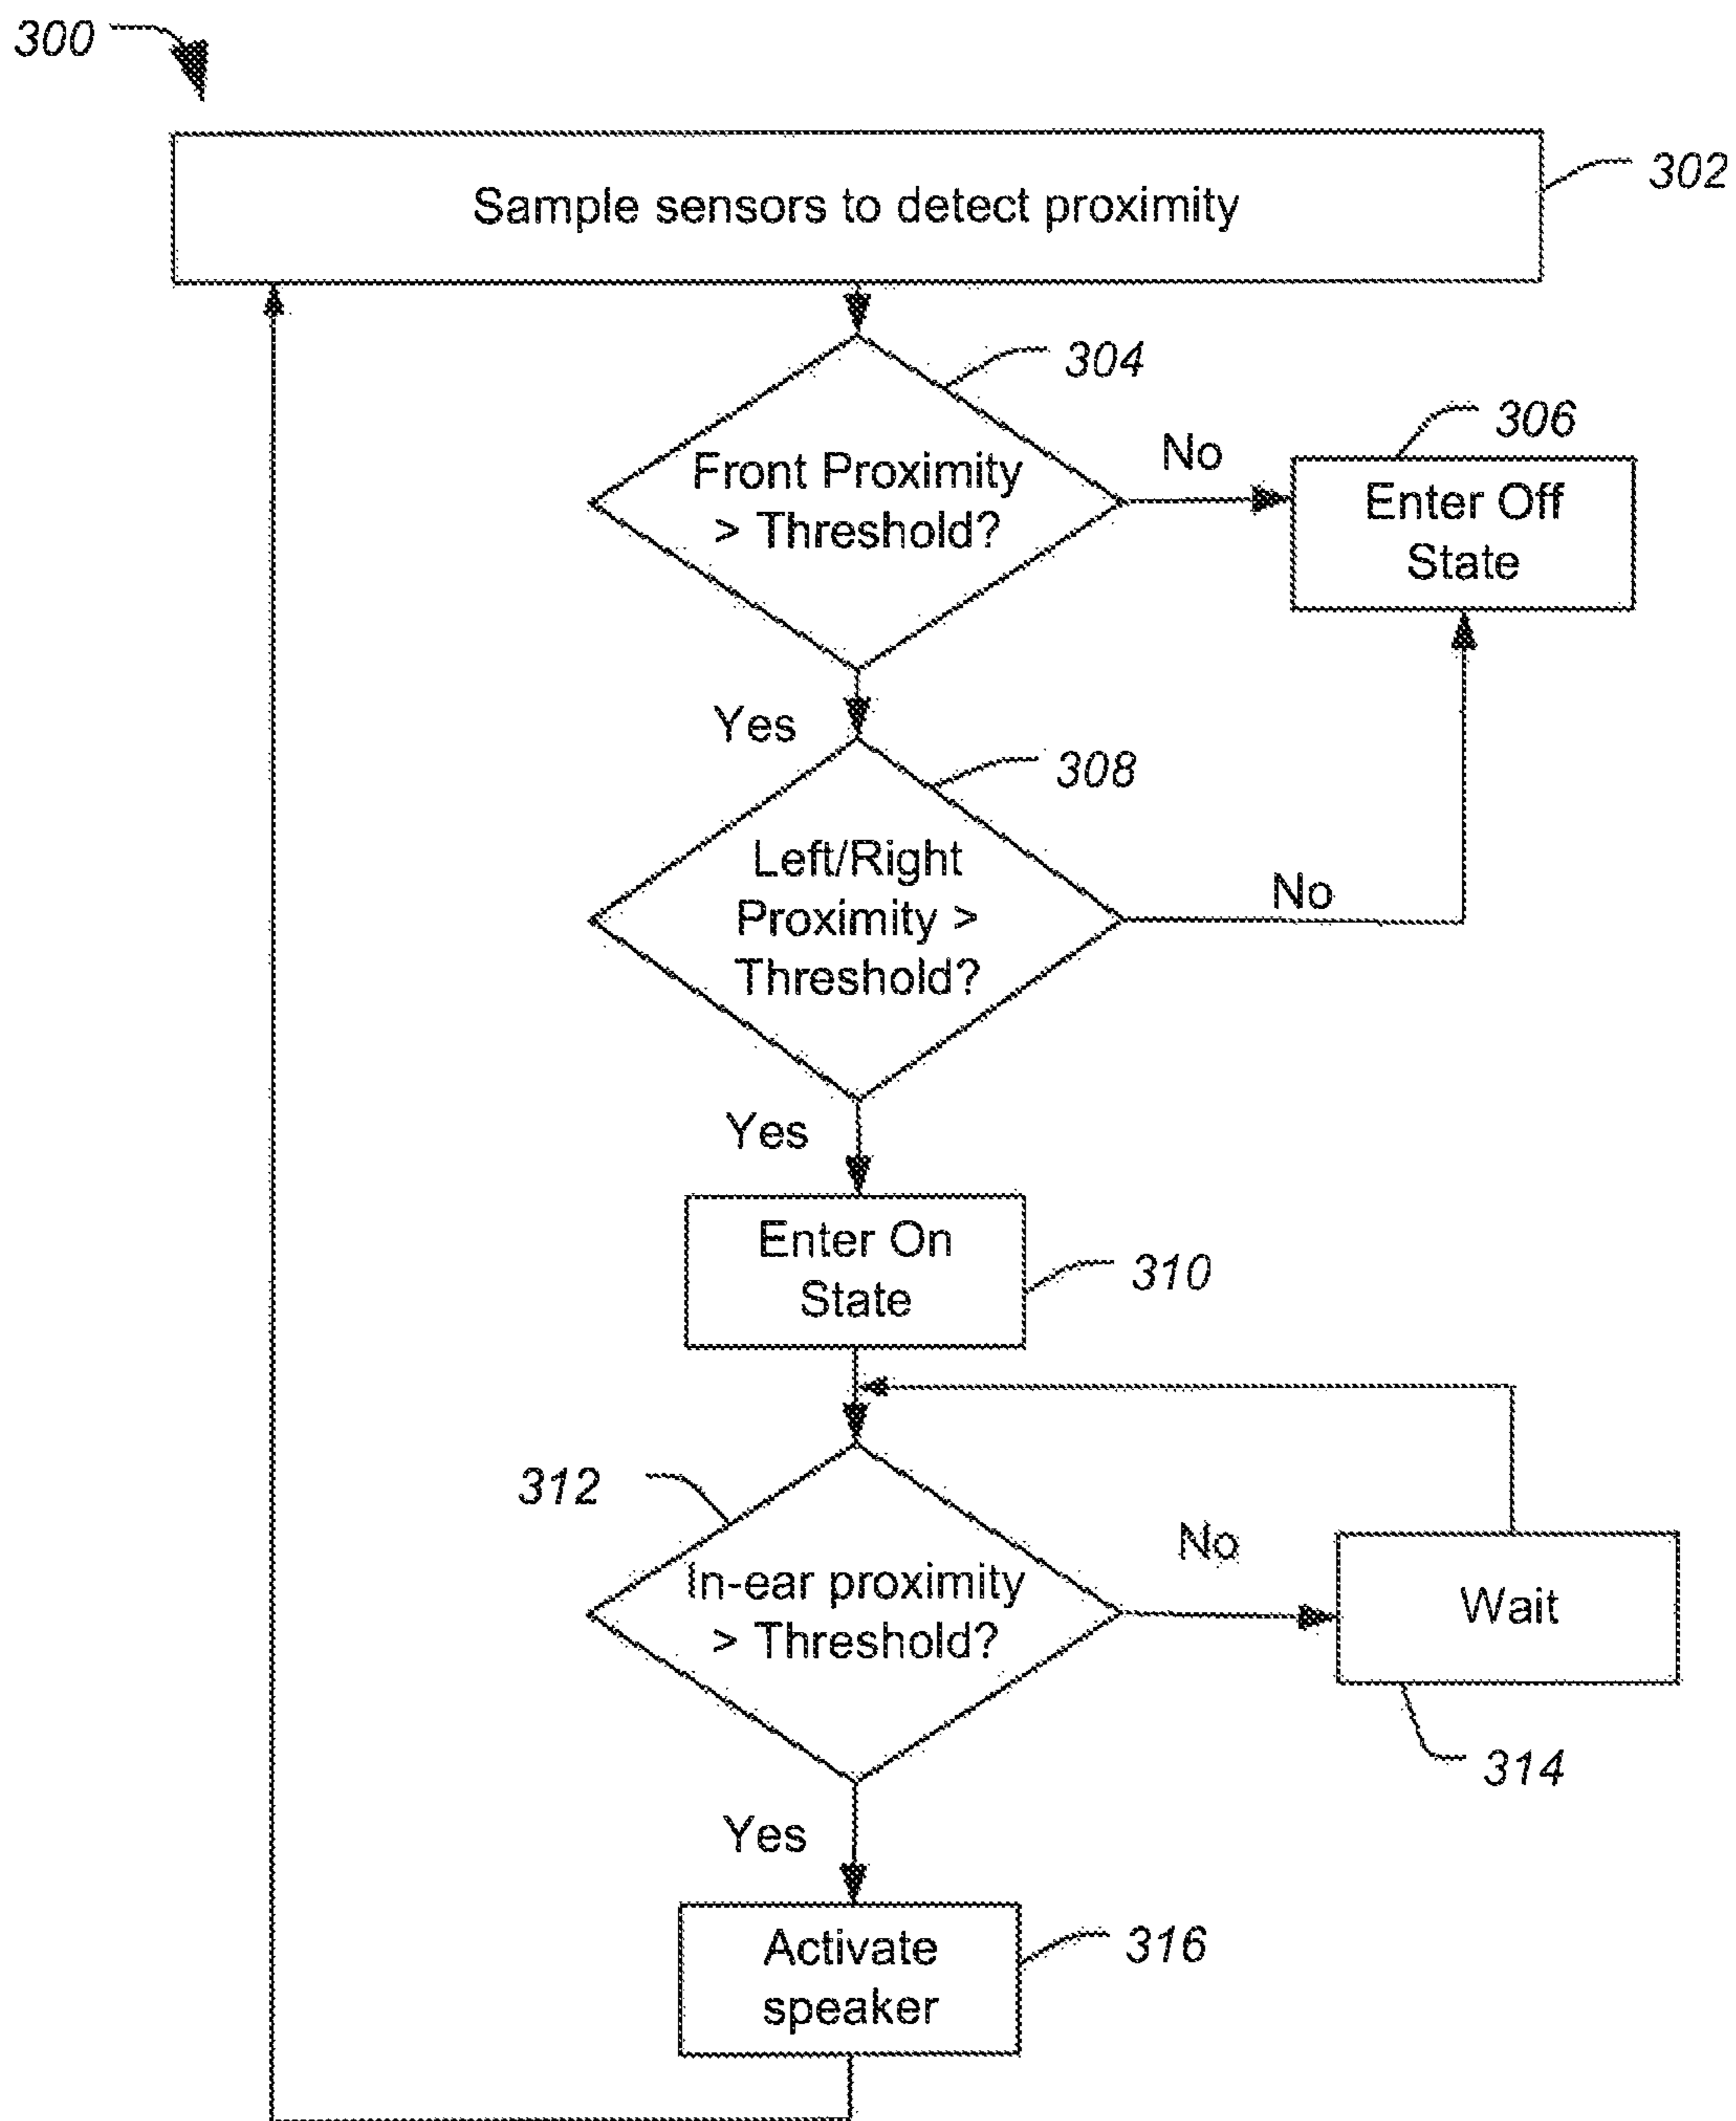 300
302
Sample sensors to detect proximity
304
Front Proximity
> Threshold?
No
306
Enter Off
State
Yes
308
Left/Right
Proximity >
Threshold?
No
Yes
Enter On
State
310
312
In-ear proximity
> Threshold?
No
Wait
314
Yes
Activate
speaker
316